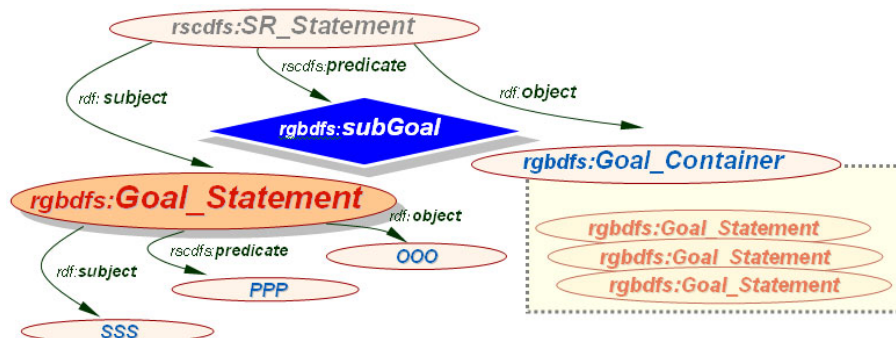 rscdfs:SR_Statement
rscdfs:predicate
rdf: subject
rdf:object
rgbdfs:subGoal
rgbdfs:Goal_Container
rgbdfs:Goal_Statement
rdf:object
rgbdfs:Goal_Statement
rscdfs:predicate
rgbdfs:Goal_Statement
OOO
rdf:subject
rgbdfs:Goal_Statement
PPP
SSS